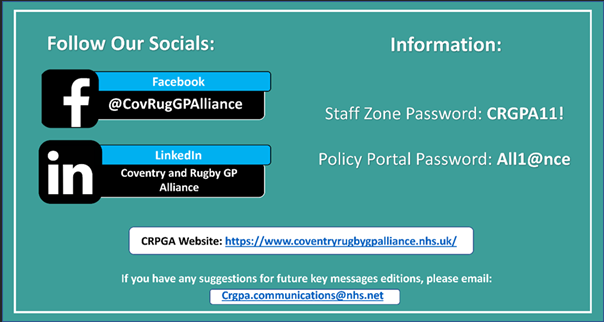 Follow Our Socials:
Facebook
@CovRugGPAlliance
LinkedIn
Coventry and Rugby GP
Alliance
Information:
Staff Zone Password: CRGPA11!
Policy Portal Password: All1@nce
CRPGA Website: https://www.coventryrugbygpalliance.nhs.uk/
If you have any suggestions for future key messages editions, please email:
Crgpa.communications@nhs.net